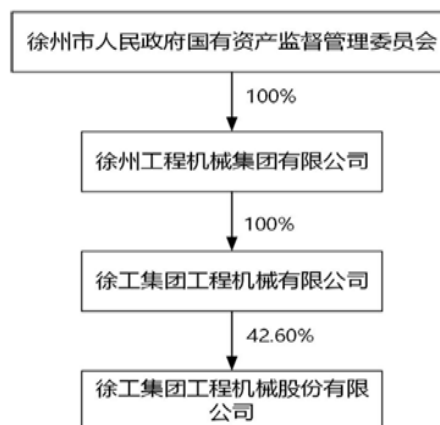 徐州市人民政府国有资产监督管理委员会
100%
徐州工程机械集团有限公司
100%
徐工集团工程机械有限公司
42.60%
徐工集团工程机械股份有限
公司